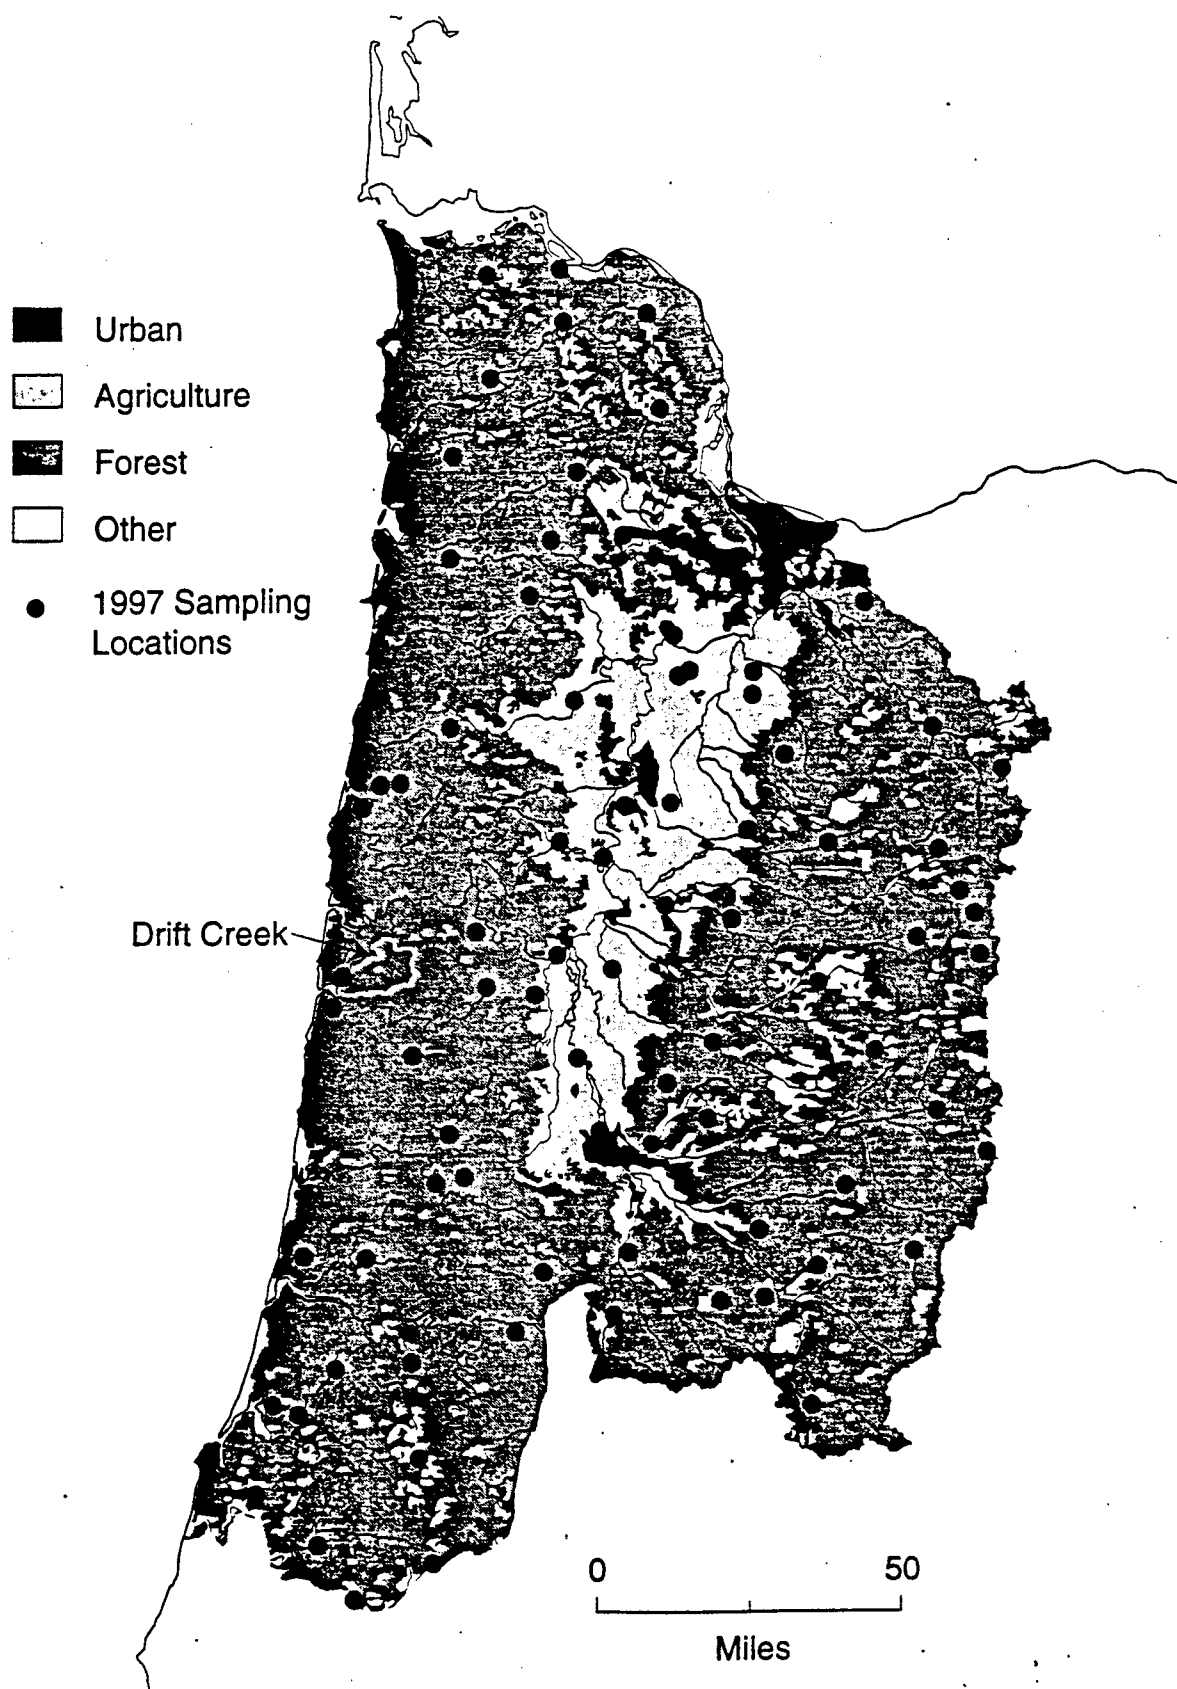 Urban
Agriculture
Forest
Other
1997 Sampling
Locations
Drift Creek
0 50
Miles